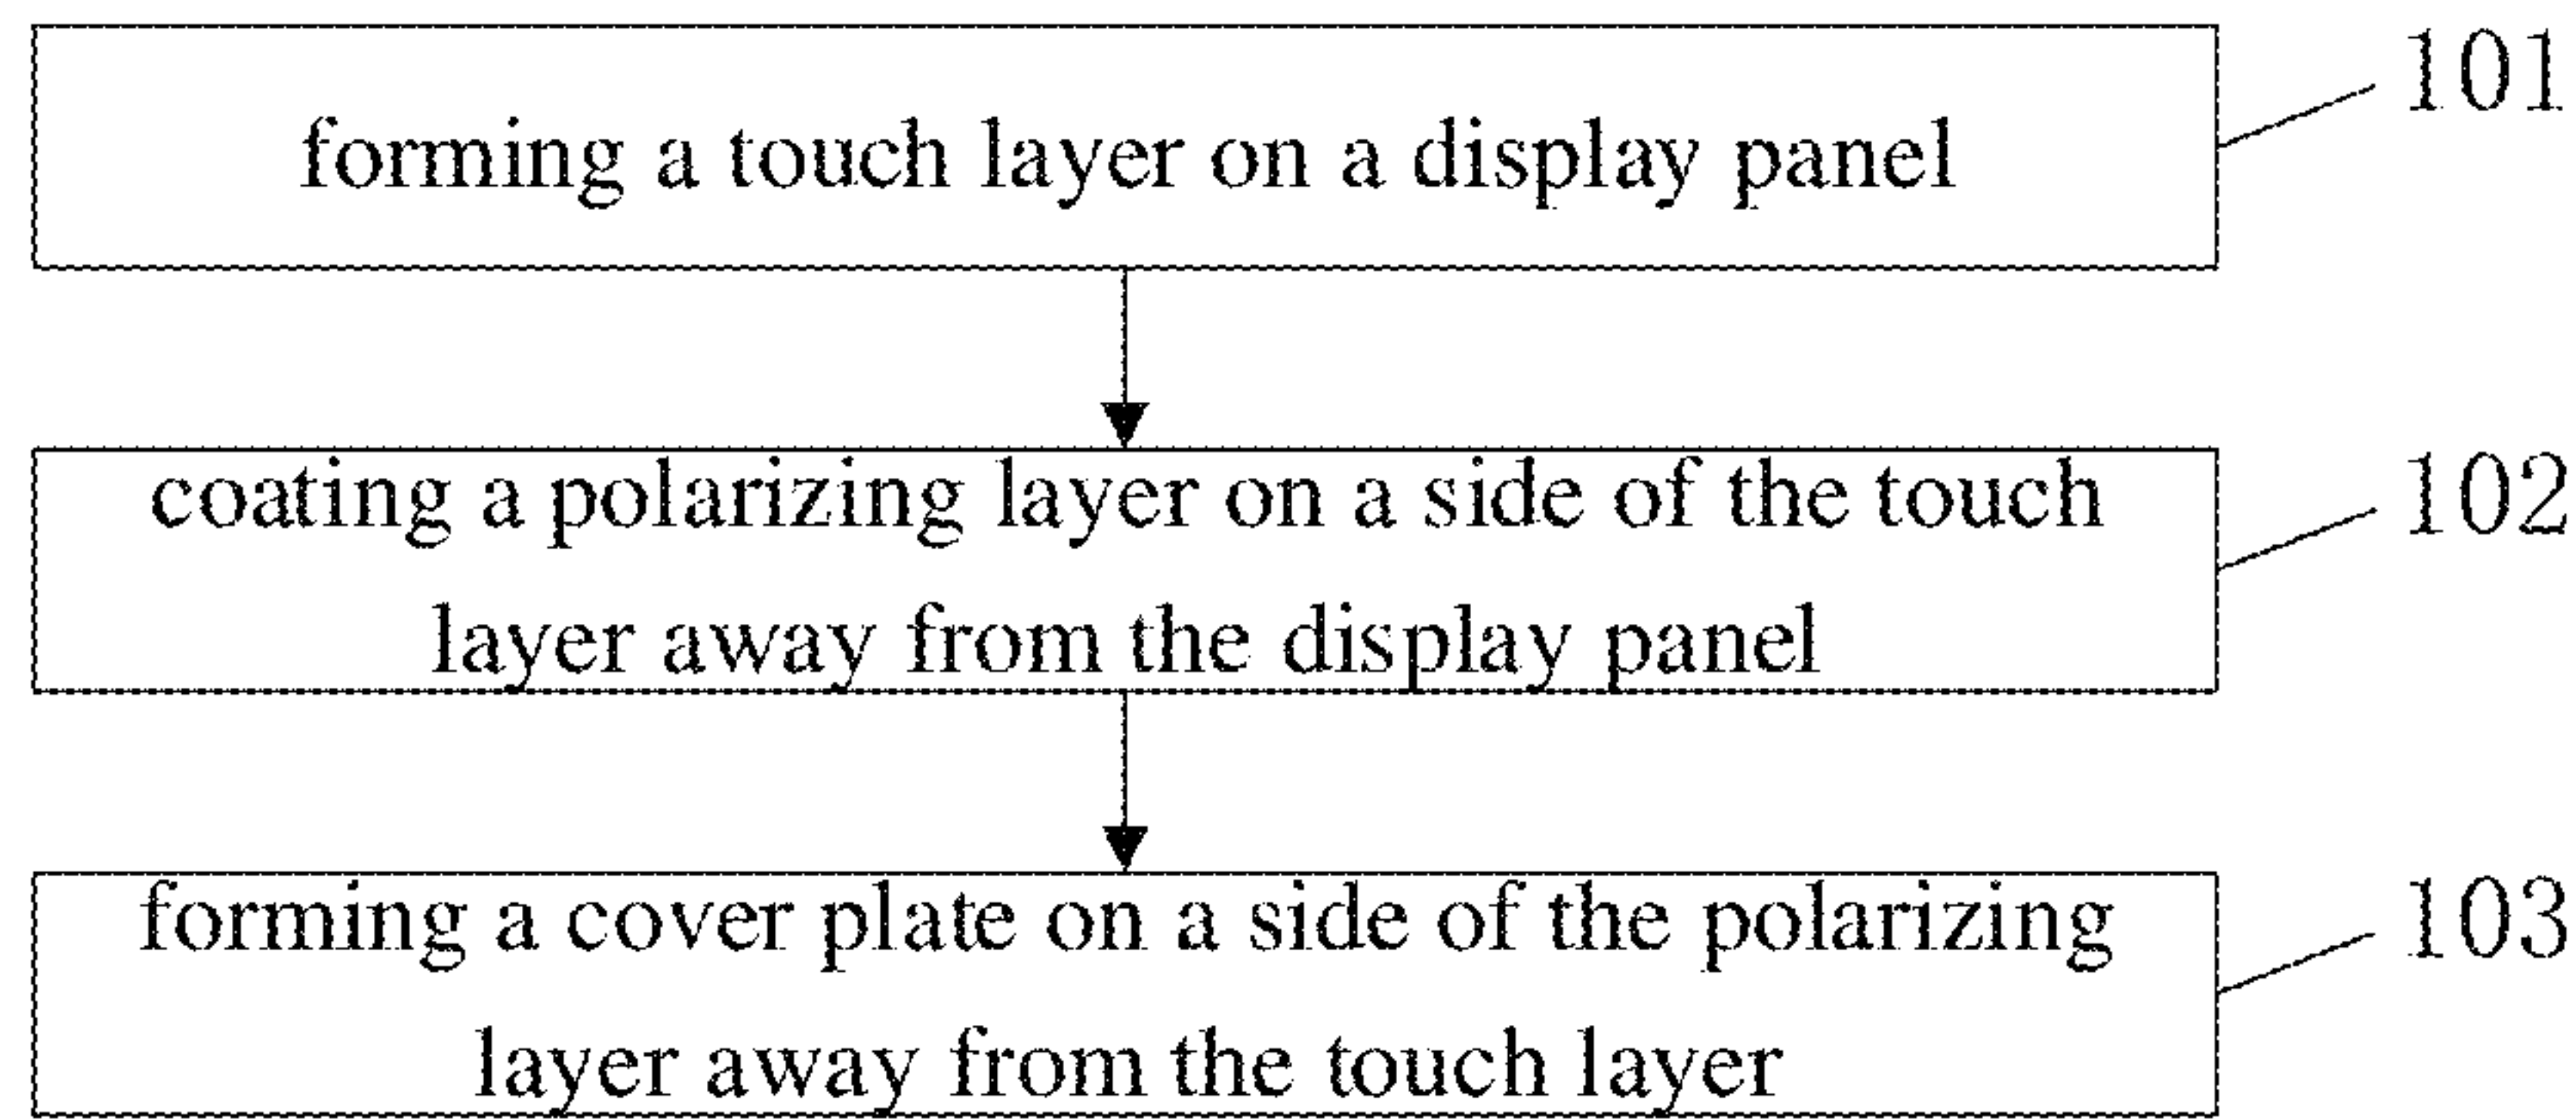 forming a touch layer on a display panel
101
coating a polarizing layer on a side of the touch
layer away from the display panel
102
forming a cover plate on a side of the polarizing
layer away from the touch layer
103